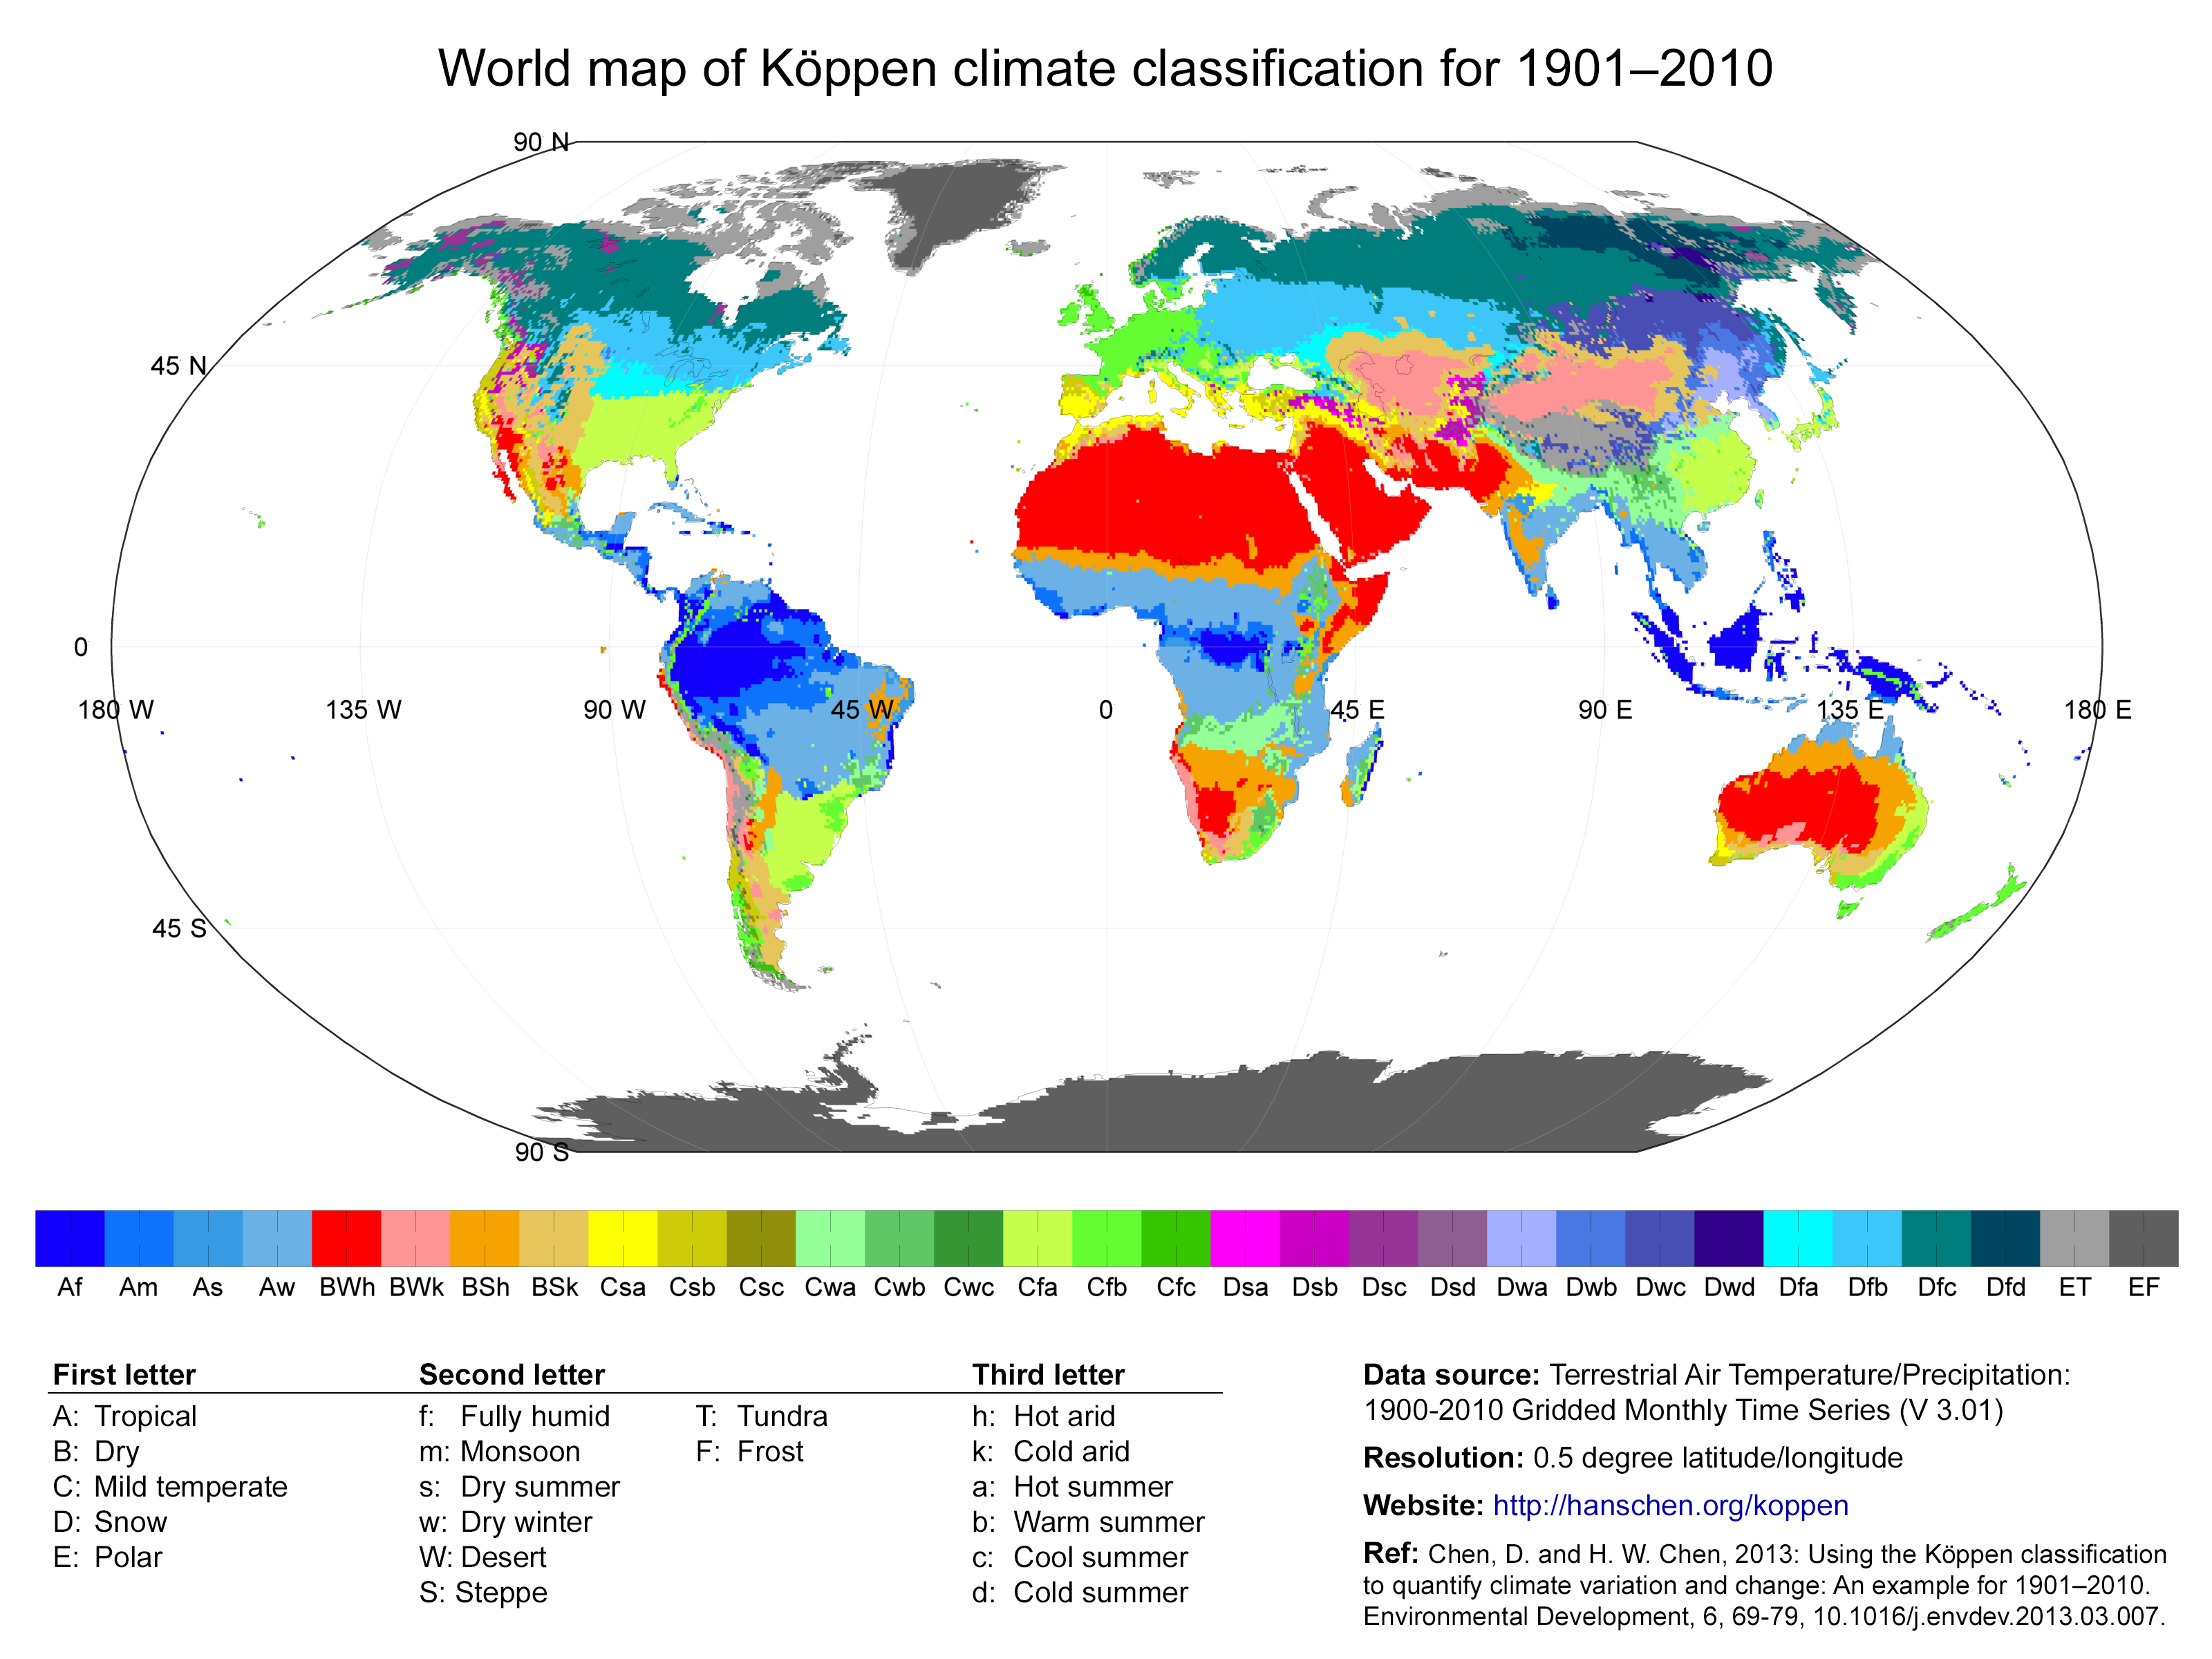 World map of Köppen climate classification for 1901–2010
90 N
45 N
0
180 W
135 W
90 W
45 W
0
45 E
90 E
135 E
180 E
45 S
90 S
Af Am As Aw BWh BWk BSh BSk Csa Csb Csc Cwa Cwb Cwc Cfa Cfb Cfc Dsa Dsb Dsc Dsd Dwa Dwb Dwc Dwd Dfa Dfb Dfc Dfd ET EF
First letter
A: Tropical
B: Dry
C: Mild temperate
D: Snow
E: Polar
Second letter
f: Fully humid
m: Monsoon
s: Dry summer
w: Dry winter
W: Desert
S: Steppe
T: Tundra
F: Frost
Third letter
h: Hot arid
k: Cold arid
a: Hot summer
b: Warm summer
c: Cool summer
d: Cold summer
Data source: Terrestrial Air Temperature/Precipitation:
1900-2010 Gridded Monthly Time Series (V 3.01)
Resolution: 0.5 degree latitude/longitude
Website: http://hanschen.org/koppen
Ref: Chen, D. and H. W. Chen, 2013: Using the Köppen classification
to quantify climate variation and change: An example for 1901–2010.
Environmental Development, 6, 69-79, 10.1016/j.envdev.2013.03.007.